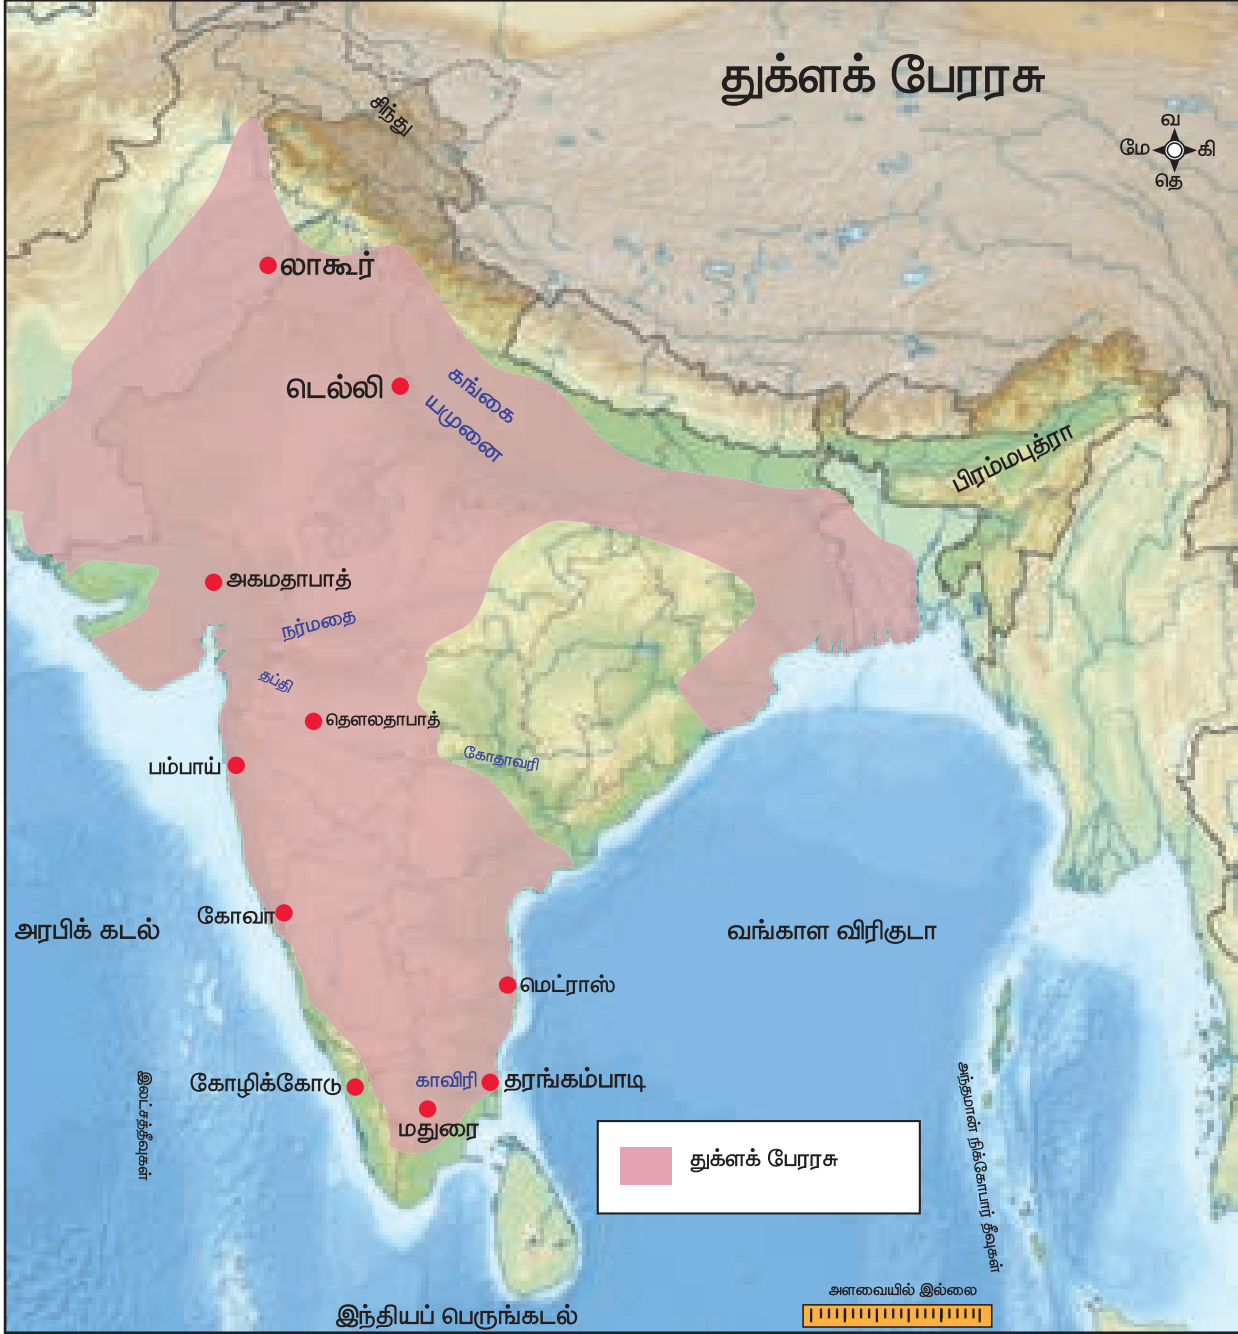 துக்ளக் பேரரசு
சிந்து
வ
மே
கி
தெ
லாகூர்
டெல்லி
கங்கை
யமுனை
பிரம்மபுத்ரா
அகமதாபாத்
நர்மதை
தப்தி
தௌலதாபாத்
கோதாவரி
பம்பாய்
கோவா
அரபிக் கடல்
வங்காள விரிகுடா
மெட்ராஸ்
காவிரி
தரங்கம்பாடி
கோழிக்கோடு
மதுரை
இலட்சத்தீவுகள்
அந்தமான் நிக்கோபார் தீவுகள்
துக்ளக் பேரரசு
அளவையில் இல்லை
இந்தியப் பெருங்கடல்